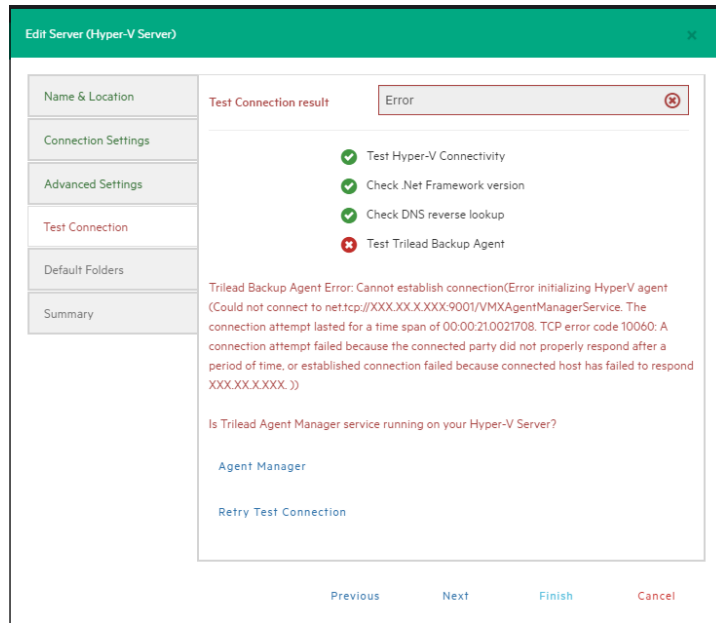 Edit Server (Hyper-V Server)
Name & Location
Connection Settings
Advanced Settings
Test Connection
Default Folders
Summary
Test Connection result
Error
Test Hyper-V Connectivity
Check .Net Framework version
Check DNS reverse lookup
Test Trilead Backup Agent
Trilead Backup Agent Error: Cannot establish connection(Error initializing HyperV agent
(Could not connect to net.tcp://XXX.XX.X.XXX:9001/VMXAgentManagerService. The
connection attempt lasted for a time span of 00:00:21.0021708. TCP error code 10060: A
connection attempt failed because the connected party did not properly respond after a
period of time, or established connection failed because connected host has failed to respond
XXX.XX.X.XXX. ))
Is Trilead Agent Manager service running on your Hyper-V Server?
Agent Manager
Retry Test Connection
Previous Next Finish Cancel